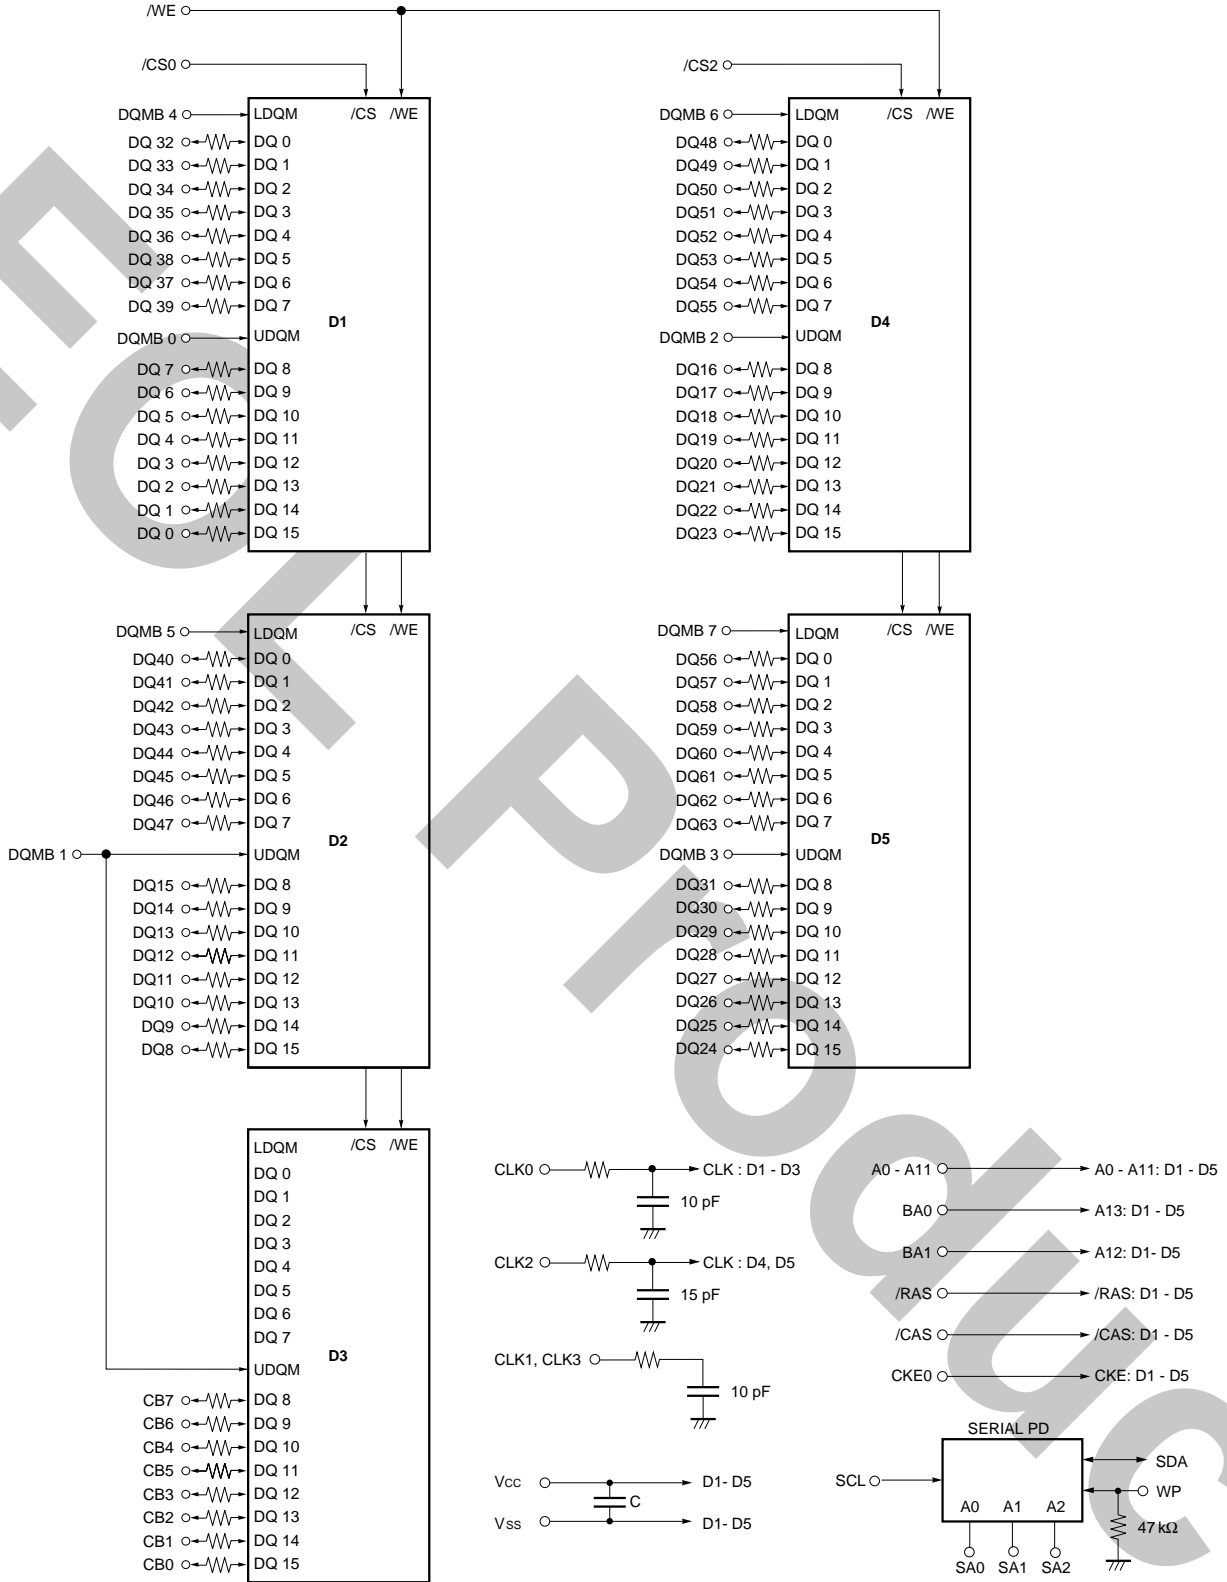 /WE
/CS0
DQMB 4
LDQM /CS /WE
DQ 32 DQ 0
DQ 33 DQ 1
DQ 34 DQ 2
DQ 35 DQ 3
DQ 36 DQ 4
DQ 38 DQ 5
DQ 37 DQ 6
DQ 39 DQ 7
D1
DQMB 0 UDQM
DQ 7 DQ 8
DQ 6 DQ 9
DQ 5 DQ 10
DQ 4 DQ 11
DQ 3 DQ 12
DQ 2 DQ 13
DQ 1 DQ 14
DQ 0 DQ 15
/CS2
DQMB 6
LDQM /CS /WE
DQ48 DQ 0
DQ49 DQ 1
DQ50 DQ 2
DQ51 DQ 3
DQ52 DQ 4
DQ53 DQ 5
DQ54 DQ 6
DQ55 DQ 7
D4
DQMB 2 UDQM
DQ16 DQ 8
DQ17 DQ 9
DQ18 DQ 10
DQ19 DQ 11
DQ20 DQ 12
DQ21 DQ 13
DQ22 DQ 14
DQ23 DQ 15
DQMB 5 LDQM /CS /WE
DQ40 DQ 0
DQ41 DQ 1
DQ42 DQ 2
DQ43 DQ 3
DQ44 DQ 4
DQ45 DQ 5
DQ46 DQ 6
DQ47 DQ 7
D2
DQMB 1 UDQM
DQ15 DQ 8
DQ14 DQ 9
DQ13 DQ 10
DQ12 DQ 11
DQ11 DQ 12
DQ10 DQ 13
DQ9 DQ 14
DQ8 DQ 15
DQMB 7 LDQM /CS /WE
DQ56 DQ 0
DQ57 DQ 1
DQ58 DQ 2
DQ59 DQ 3
DQ60 DQ 4
DQ61 DQ 5
DQ62 DQ 6
DQ63 DQ 7
D5
DQMB 3 UDQM
DQ31 DQ 8
DQ30 DQ 9
DQ29 DQ 10
DQ28 DQ 11
DQ27 DQ 12
DQ26 DQ 13
DQ25 DQ 14
DQ24 DQ 15
LDQM /CS /WE
DQ 0
DQ 1
DQ 2
DQ 3
DQ 4
DQ 5
DQ 6
DQ 7
D3
UDQM
CB7 DQ 8
CB6 DQ 9
CB4 DQ 10
CB5 DQ 11
CB3 DQ 12
CB2 DQ 13
CB1 DQ 14
CB0 DQ 15
CLK0 CLK : D1 - D3
10 pF
CLK2 CLK : D4, D5
15 pF
CLK1, CLK3
10 pF
Vcc D1- D5
C
Vss D1- D5
A0 - A11 A0 - A11: D1 - D5
BA0 A13: D1 - D5
BA1 A12: D1- D5
/RAS /RAS: D1 - D5
/CAS /CAS: D1 - D5
CKE0 CKE: D1 - D5
SERIAL PD
SCL SDA
WP
A0 A1 A2
47 kΩ
SA0 SA1 SA2
EOL Produc